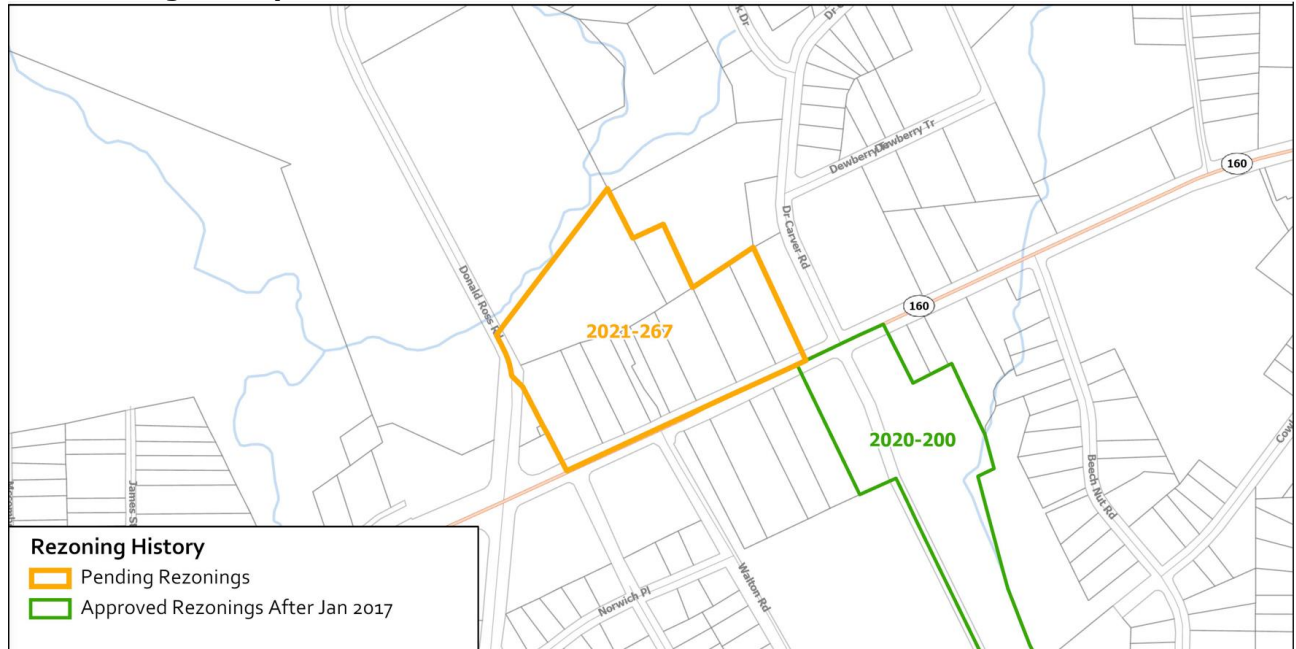 Donald Ross Rd
Dr Carver Rd
Dewberry Tr
160
160
2021-267
2020-200
James St
Beech Nut Rd
Walton Rd
Norwich Pl
Rezoning History
Pending Rezonings
Approved Rezonings After Jan 2017